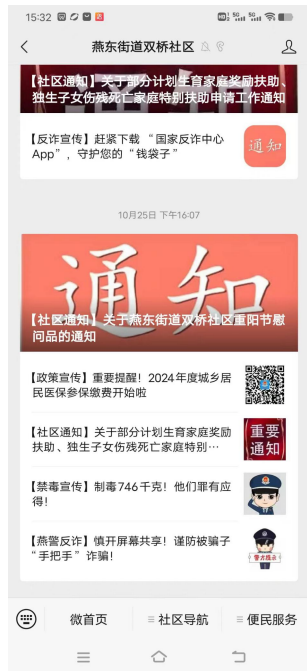 15:32
燕东街道双桥社区
【社区通知】关于部分计划生育家庭奖励扶助、
独生子女伤残死亡家庭特别扶助申请工作通知
【反诈宣传】赶紧下载“国家反诈中心
App”，守护您的“钱袋子”
通知
10月25日 下午16:07
通知
【社区通知】关于燕东街道双桥社区重阳节慰
问品的通知
【政策宣传】重要提醒！2024年度城乡居
民医保参保缴费开始啦
【社区通知】关于部分计划生育家庭奖励
扶助、独生子女伤残死亡家庭特别…
重要
通知
【禁毒宣传】制毒746千克！他们罪有应
得！
【燕警反诈】慎开屏幕共享！谨防被骗子
“手把手”诈骗！
警方提示
微首页
社区导航
便民服务